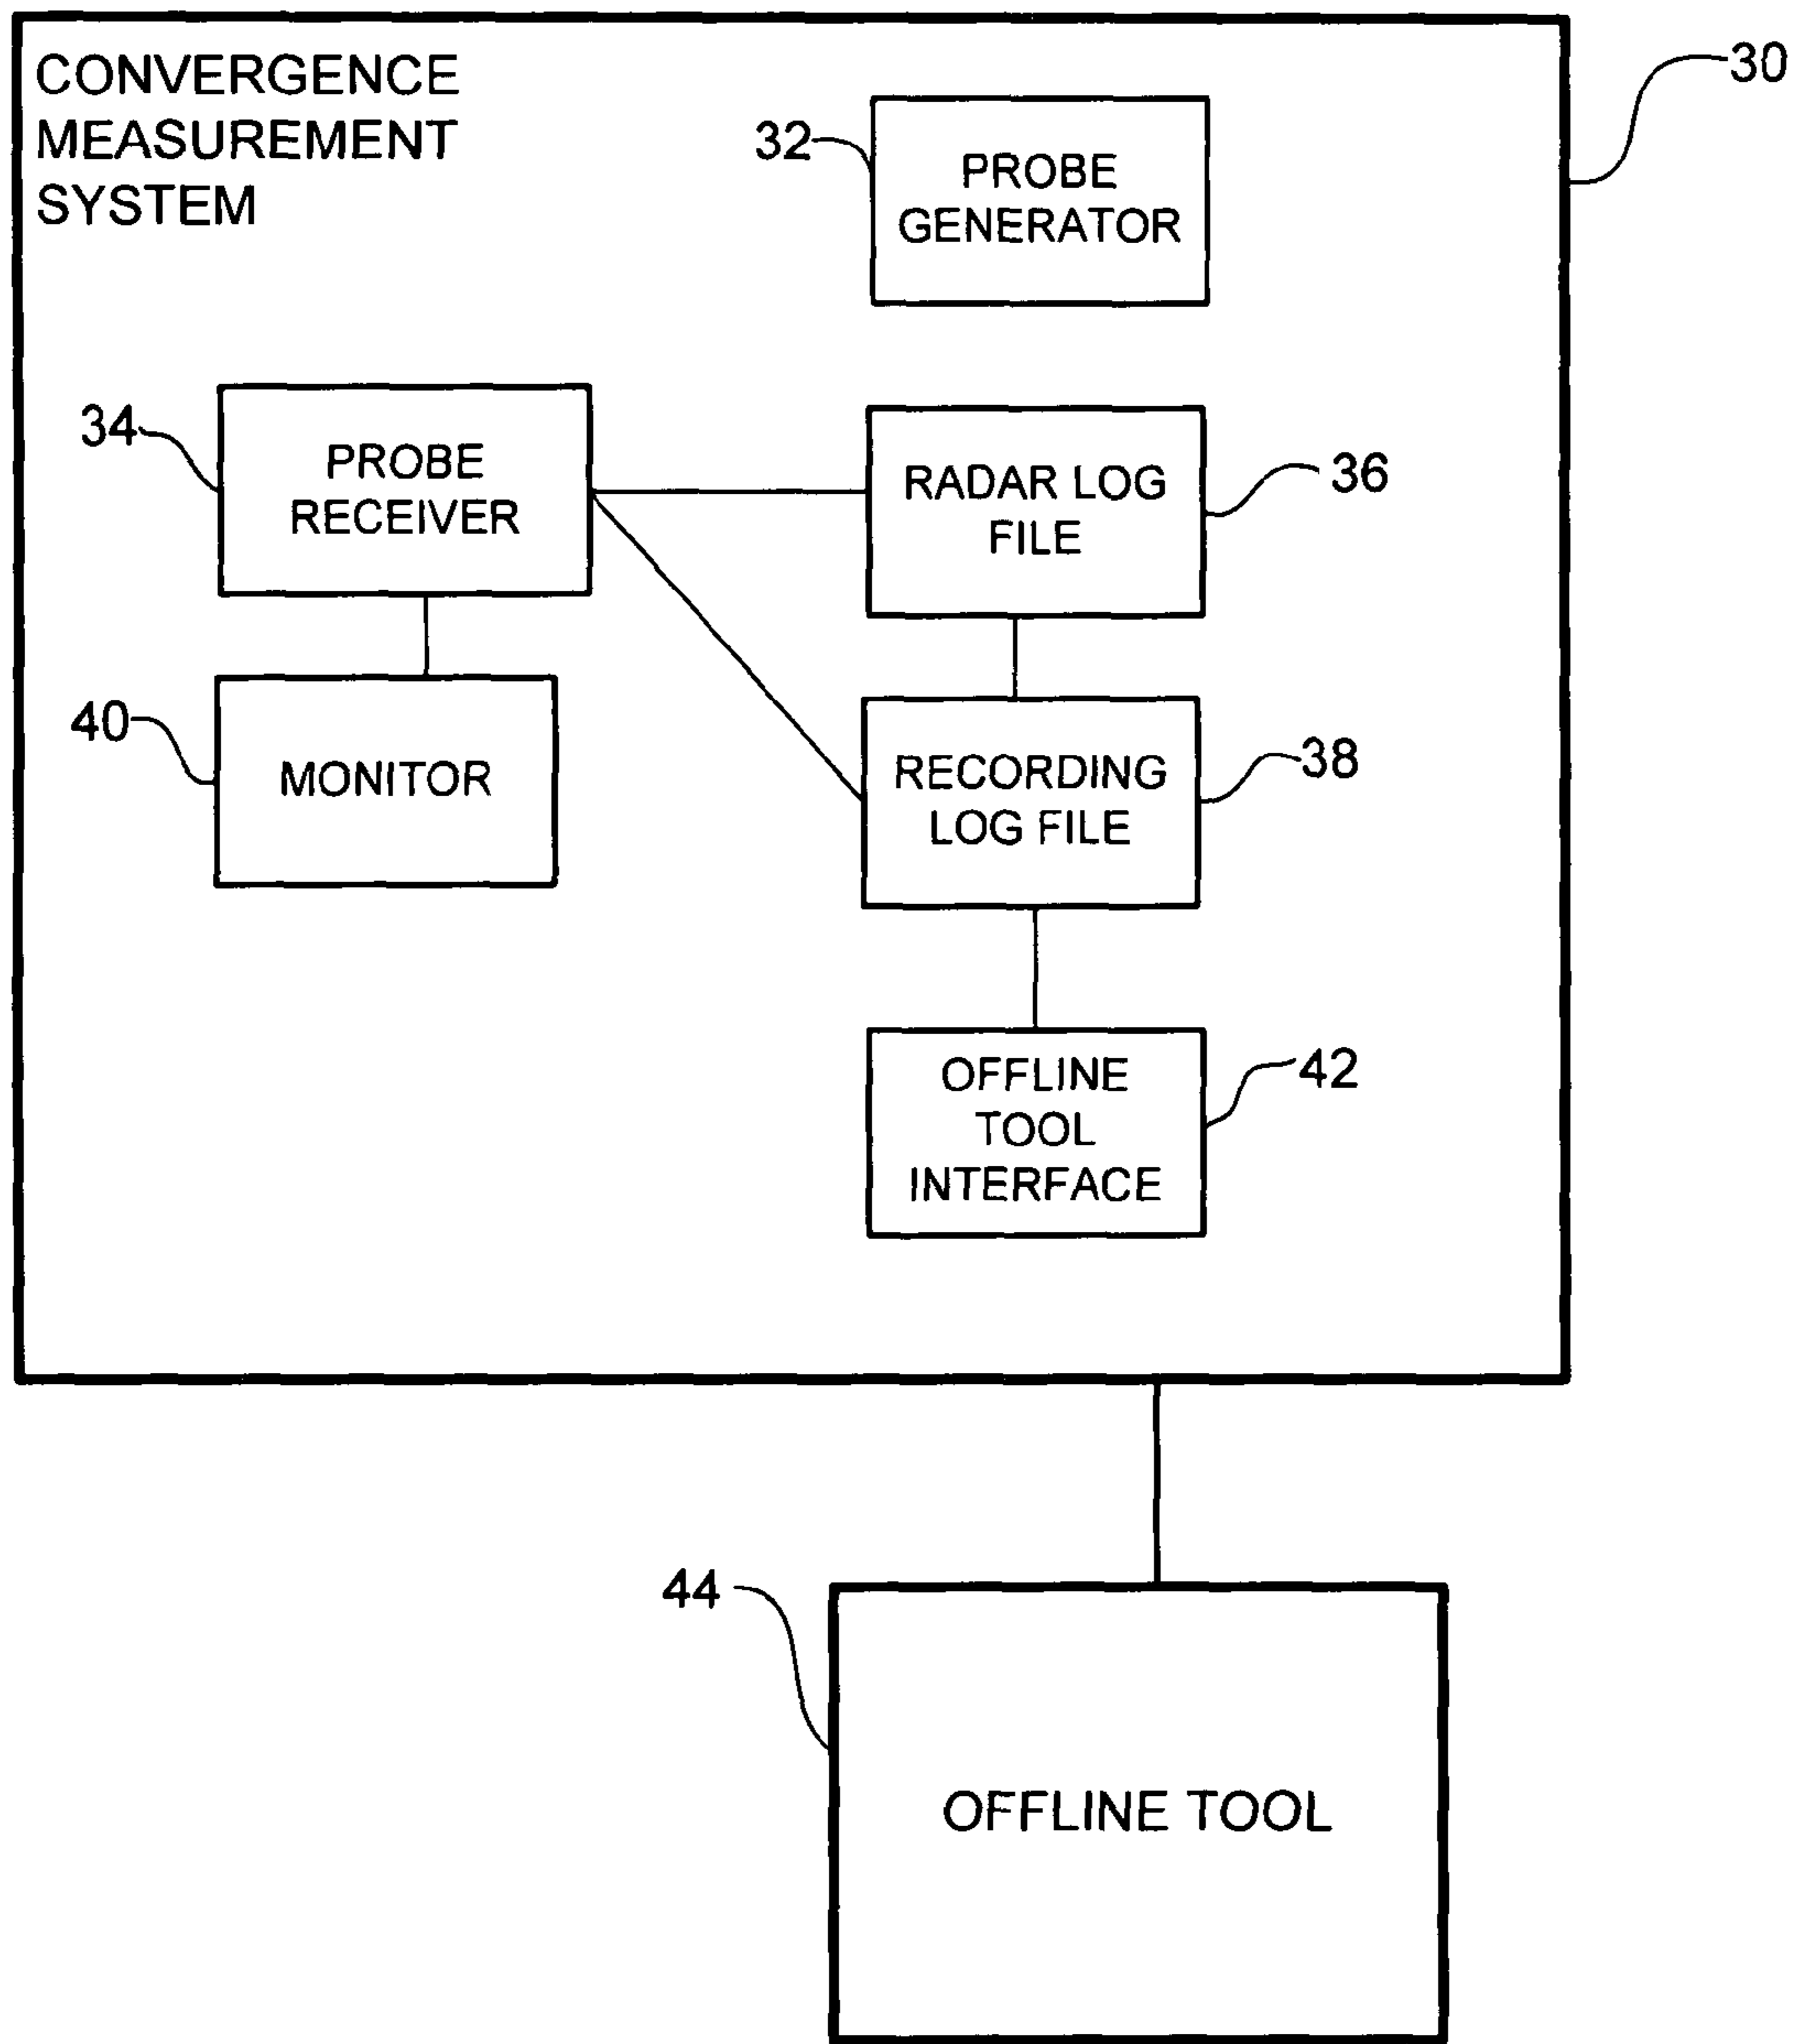 CONVERGENCE
MEASUREMENT
SYSTEM
30
32
PROBE
GENERATOR
34
PROBE
RECEIVER
RADAR LOG
FILE
36
40
MONITOR
RECORDING
LOG FILE
38
OFFLINE
TOOL
INTERFACE
42
44
OFFLINE TOOL